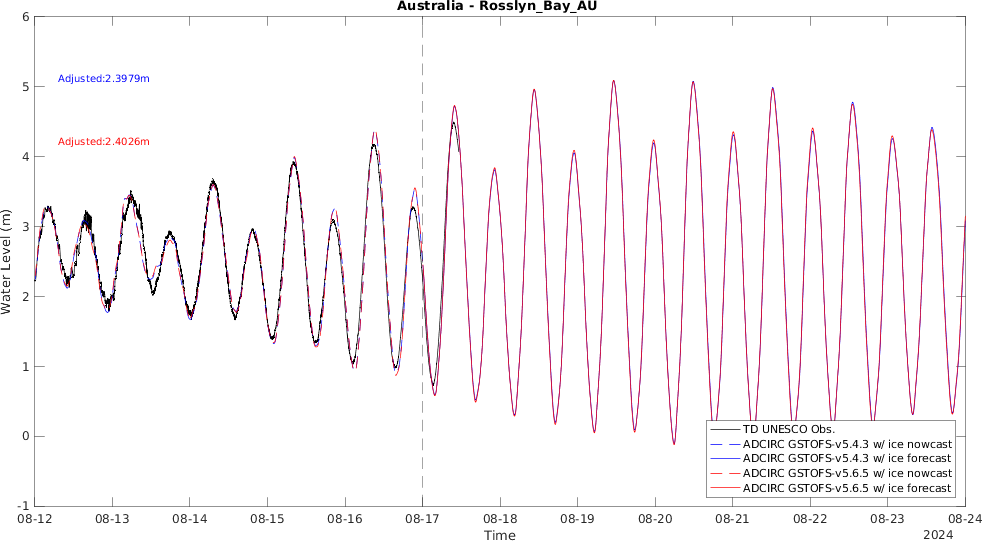 Australia - Rosslyn_Bay_AU
6
5
4
3
2
1
0
-1
Water Level (m)
Adjusted:2.3979m
Adjusted:2.4026m
TD UNESCO Obs.
ADCIRC GSTOFS-v5.4.3 w/ ice nowcast
ADCIRC GSTOFS-v5.4.3 w/ ice forecast
ADCIRC GSTOFS-v5.6.5 w/ ice nowcast
ADCIRC GSTOFS-v5.6.5 w/ ice forecast
08-12 08-13 08-14 08-15 08-16 08-17 08-18 08-19 08-20 08-21 08-22 08-23 08-24
Time
2024